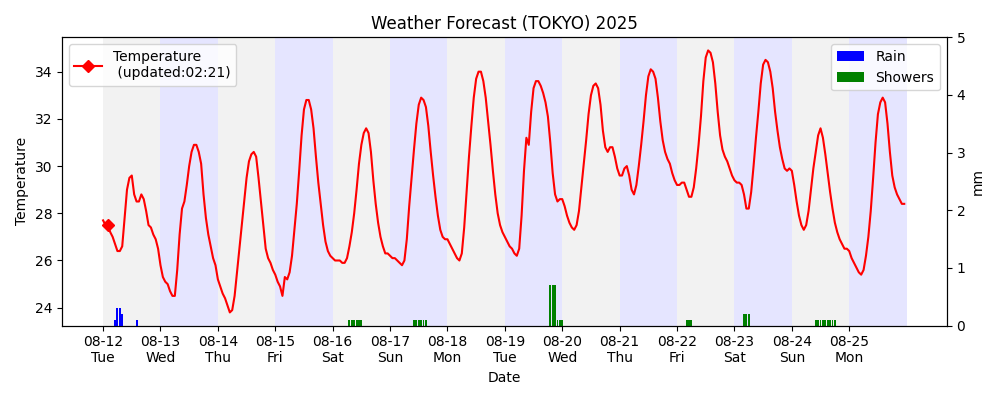 Weather Forecast (TOKYO) 2025
Temperature
(updated:02:21)
Rain
Showers
Temperature
34
32
30
28
26
24
5
4
3
2
1
0
mm
08-12 08-13 08-14 08-15 08-16 08-17 08-18 08-19 08-20 08-21 08-22 08-23 08-24 08-25
Tue Wed Thu Fri Sat Sun Mon Tue Wed Thu Fri Sat Sun Mon
Date